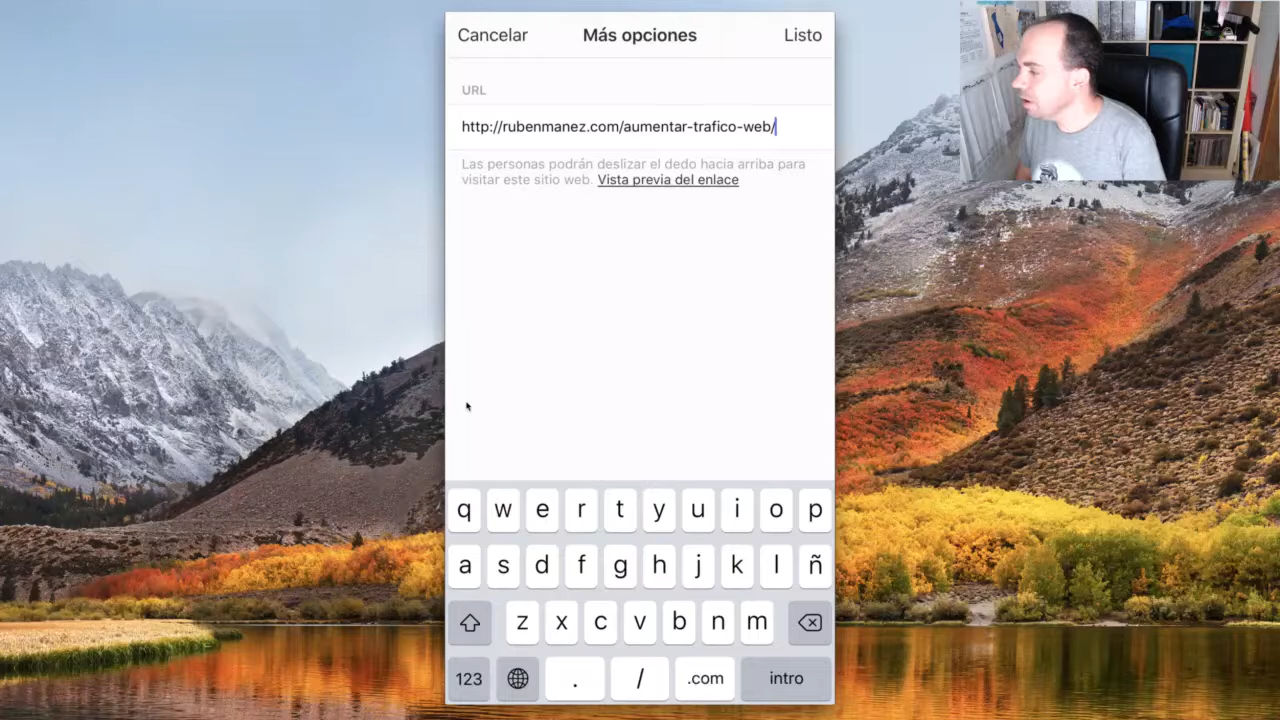 Cancelar Más opciones Listo
URL
http://rubenmanez.com/aumentar-trafico-web/
Las personas podrán deslizar el dedo hacia arriba para
visitar este sitio web. Vista previa del enlace
q w e r t y u i o p
a s d f g h j k l ñ
z x c v b n m
123 . / .com intro